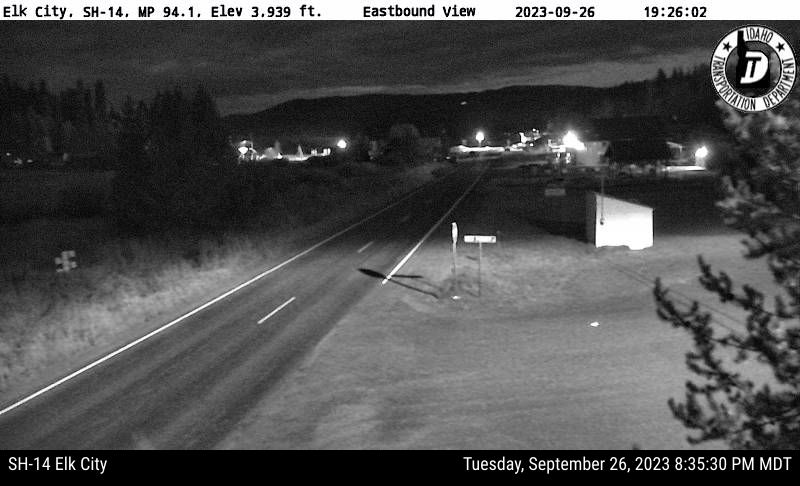 Elk City, SH-14, MP 94.1, Elev 3,939 ft. Eastbound View 2023-09-26 19:26:02
IDAHO
TRANSPORTATION DEPARTMENT
SH-14 Elk City Tuesday, September 26, 2023 8:35:30 PM MDT